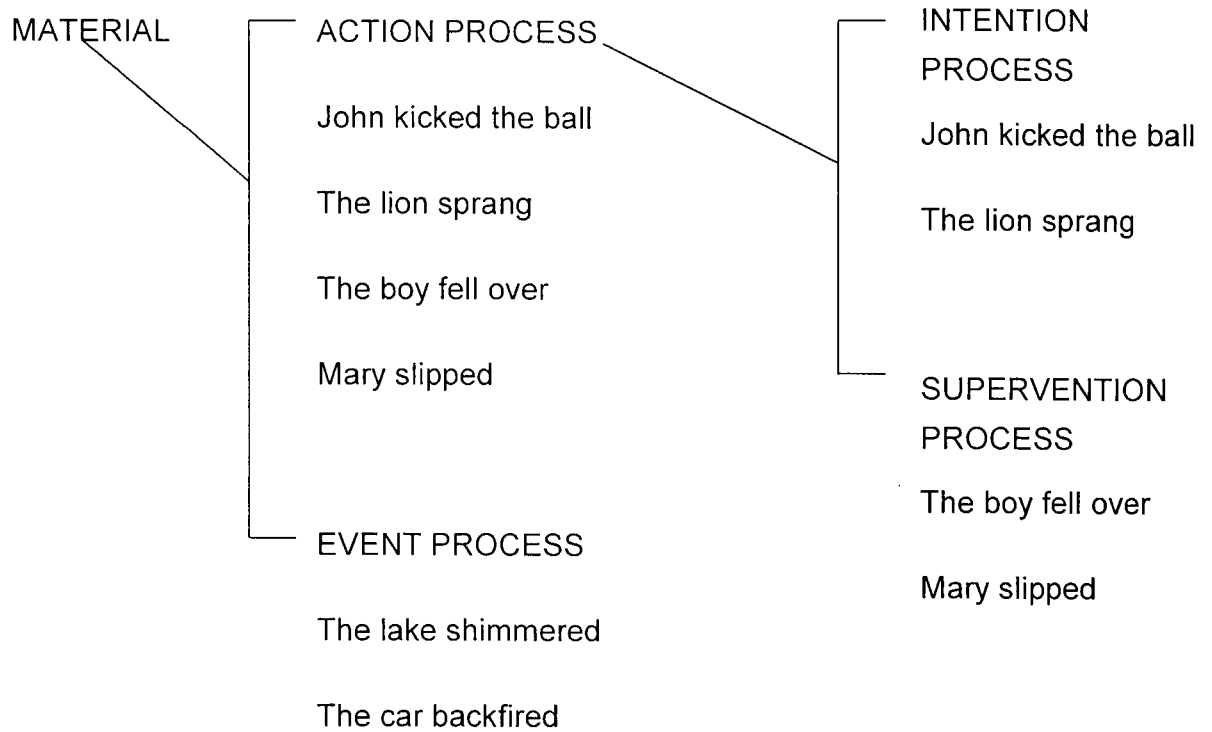 MATERIAL
ACTION PROCESS
John kicked the ball
The lion sprang
The boy fell over
Mary slipped
EVENT PROCESS
The lake shimmered
The car backfired
INTENTION
PROCESS
John kicked the ball
The lion sprang
SUPERVENTION
PROCESS
The boy fell over
Mary slipped